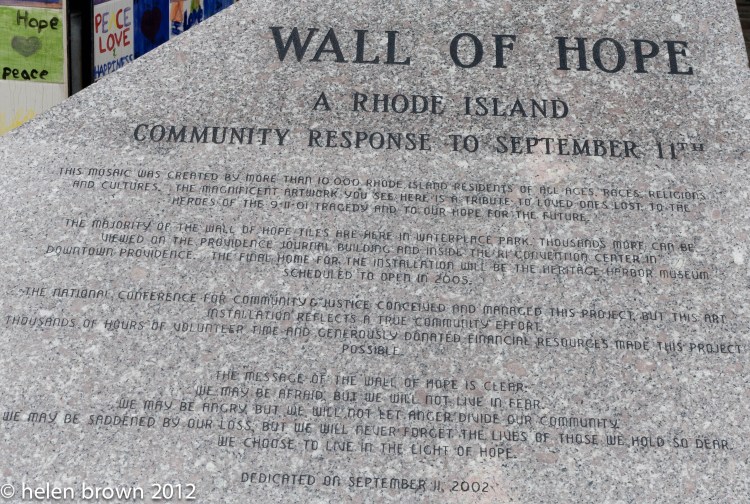 Hope
peace
PEACE
LOVE
&
HAPPINESS
WALL OF HOPE
A RHODE ISLAND
COMMUNITY RESPONSE TO SEPTEMBER 11TH
THIS MOSAIC WAS CREATED BY MORE THAN 10,000 RHODE ISLAND RESIDENTS OF ALL AGES, RACES, RELIGIONS
AND CULTURES. THE MAGNIFICENT ARTWORK YOU SEE HERE IS A TRIBUTE TO LOVED ONES LOST, TO THE
HEROES OF THE 9-11-01 TRAGEDY AND TO OUR HOPE FOR THE FUTURE.
THE MAJORITY OF THE WALL OF HOPE TILES ARE HERE IN WATERPLACE PARK. THOUSANDS MORE CAN BE
VIEWED ON THE PROVIDENCE JOURNAL BUILDING AND INSIDE THE RI CONVENTION CENTER IN
DOWNTOWN PROVIDENCE. THE FINAL HOME FOR THE INSTALLATION WILL BE THE HERITAGE HARBOR MUSEUM
SCHEDULED TO OPEN IN 2005.
THE NATIONAL CONFERENCE FOR COMMUNITY & JUSTICE CONCEIVED AND MANAGED THIS PROJECT, BUT THIS ART
INSTALLATION REFLECTS A TRUE COMMUNITY EFFORT.
THOUSANDS OF HOURS OF VOLUNTEER TIME AND GENEROUSLY DONATED FINANCIAL RESOURCES MADE THIS PROJECT
POSSIBLE.
THE MESSAGE OF THE WALL OF HOPE IS CLEAR:
WE MAY BE AFRAID, BUT WE WILL NOT LIVE IN FEAR.
WE MAY BE ANGRY, BUT WE WILL NOT LET ANGER DIVIDE OUR COMMUNITY.
WE MAY BE SADDENED BY OUR LOSS, BUT WE WILL NEVER FORGET THE LIVES OF THOSE WE HOLD SO DEAR.
WE CHOOSE TO LIVE IN THE LIGHT OF HOPE.
DEDICATED ON SEPTEMBER 11, 2002
© helen brown 2012